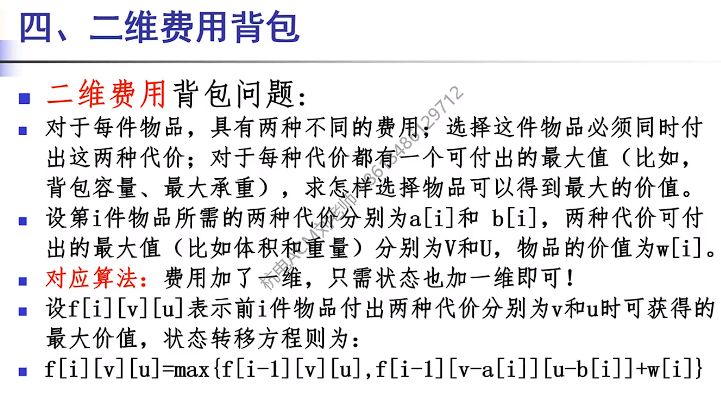 四、二维费用背包
二维费用背包问题：
对于每件物品，具有两种不同的费用；选择这件物品必须同时付
出这两种代价；对于每种代价都有一个可付出的最大值（比如，
背包容量、最大承重），求怎样选择物品可以得到最大的价值。
设第i件物品所需的两种代价分别为a[i]和 b[i]，两种代价可付
出的最大值（比如体积和重量）分别为V和U，物品的价值为w[i]。
对应算法：费用加了一维，只需状态也加一维即可！
设f[i][v][u]表示前i件物品付出两种代价分别为v和u时可获得的
最大价值，状态转移方程则为：
f[i][v][u]=max{f[i-1][v][u],f[i-1][v-a[i]][u-b[i]]+w[i]}